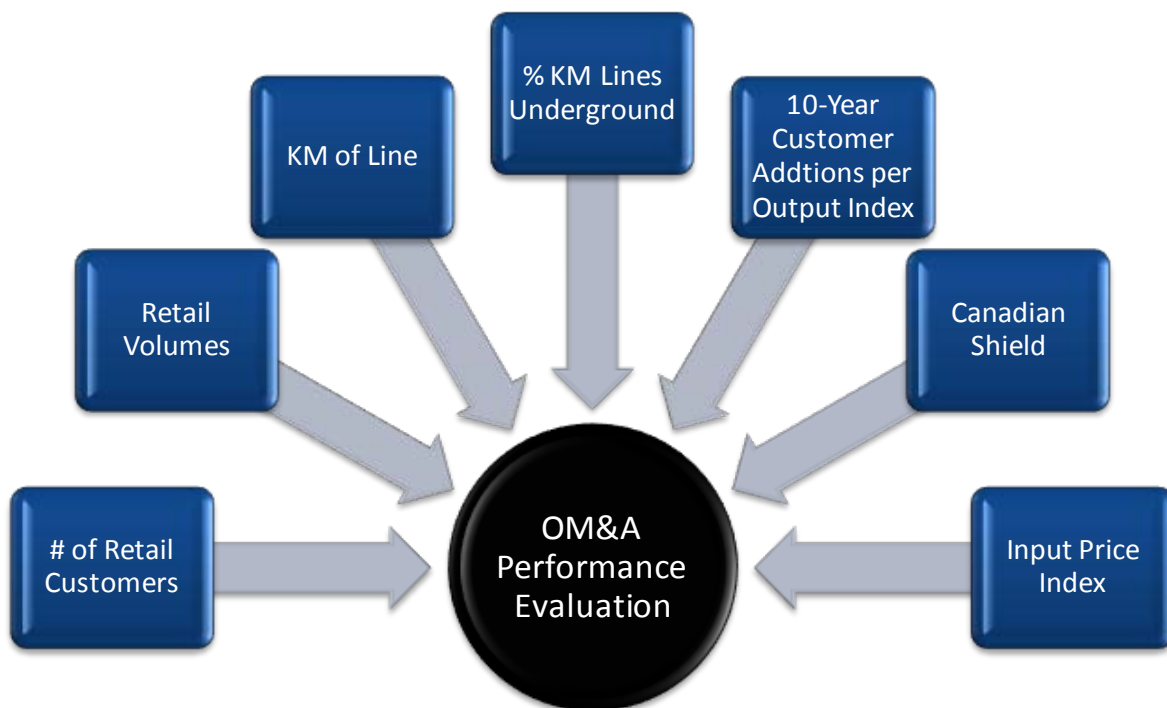 % KM Lines
Underground
10-Year
Customer
Addtions per
Output Index
KM of Line
Retail
Volumes
Canadian
Shield
# of Retail
Customers
OM&A
Performance
Evaluation
Input Price
Index